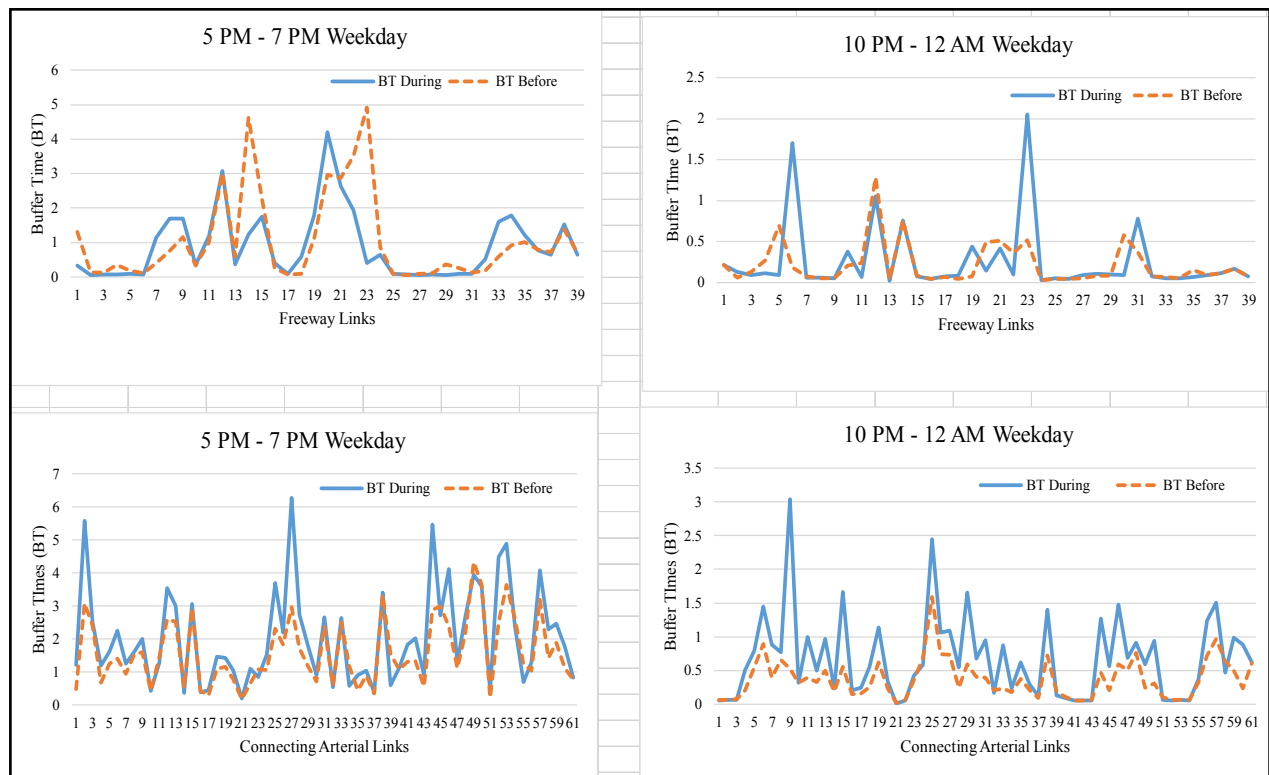 5 PM - 7 PM Weekday
BT During BT Before
Buffer Time (BT)
6
5
4
3
2
1
0
1 3 5 7 9 11 13 15 17 19 21 23 25 27 29 31 33 35 37 39
Freeway Links
10 PM - 12 AM Weekday
BT During BT Before
Buffer TIme (BT)
2.5
2
1.5
1
0.5
0
1 3 5 7 9 11 13 15 17 19 21 23 25 27 29 31 33 35 37 39
Freeway Links
5 PM - 7 PM Weekday
BT During BT Before
Buffer TImes (BT)
7
6
5
4
3
2
1
0
1 3 5 7 9 11 13 15 17 19 21 23 25 27 29 31 33 35 37 39 41 43 45 47 49 51 53 55 57 59 61
Connecting Arterial Links
10 PM - 12 AM Weekday
BT During BT Before
Buffer TImes (BT)
3.5
3
2.5
2
1.5
1
0.5
0
1 3 5 7 9 11 13 15 17 19 21 23 25 27 29 31 33 35 37 39 41 43 45 47 49 51 53 55 57 59 61
Connecting Arterial Links